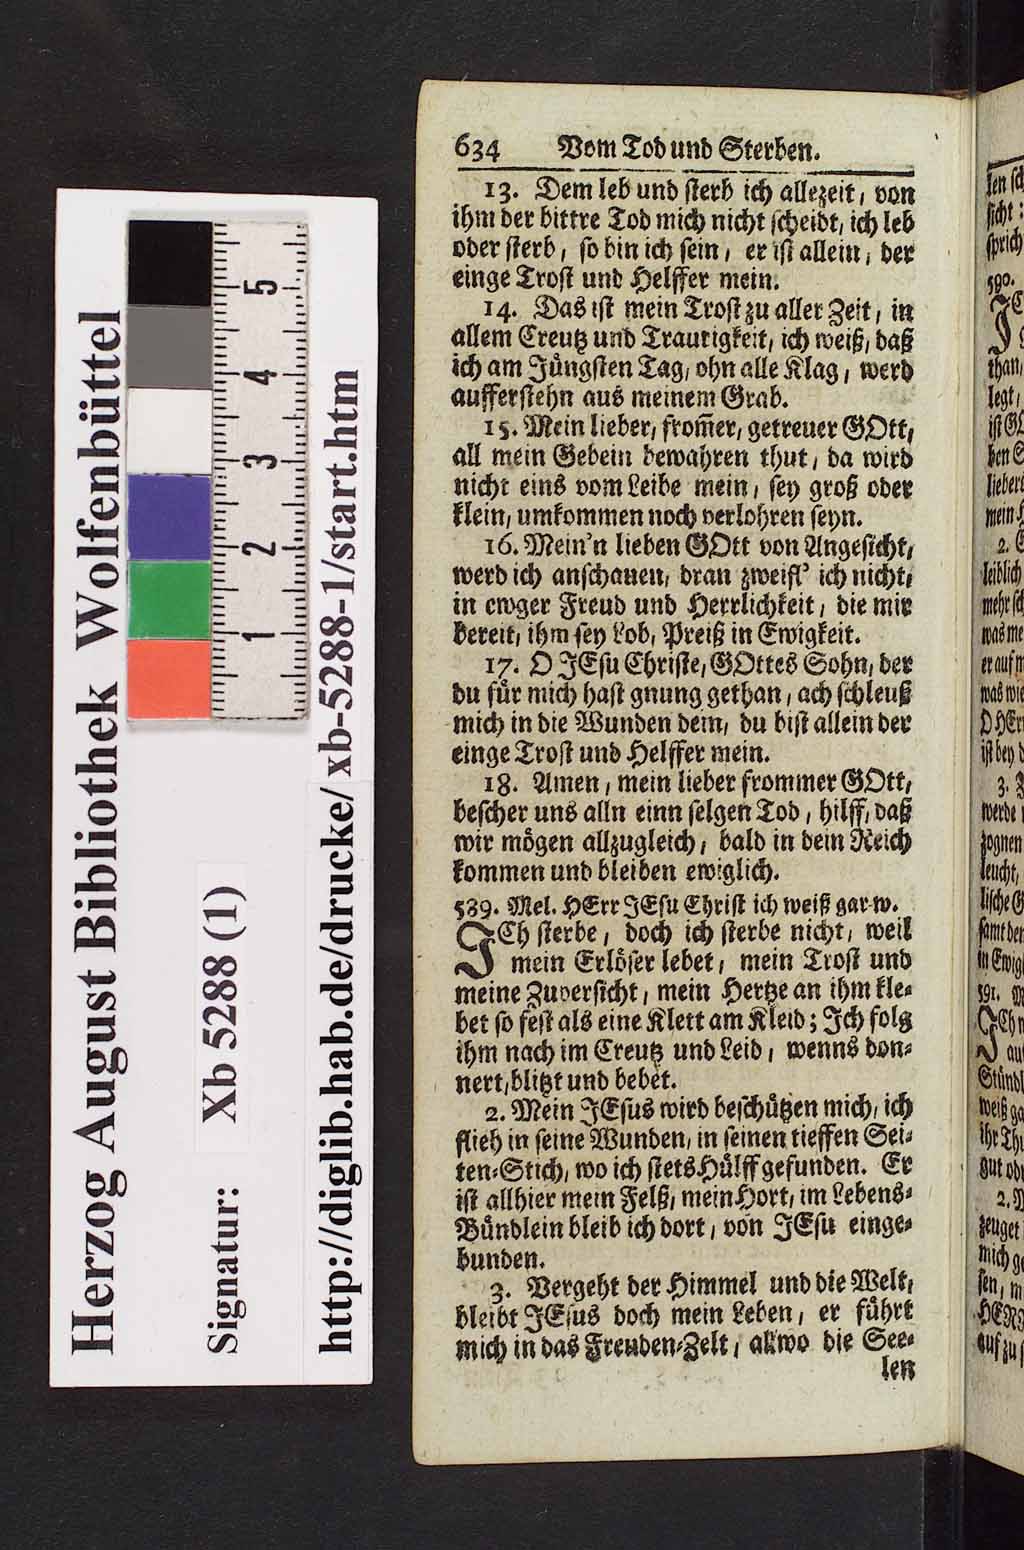 634 Vom Tod und Sterben.
13. Dem leb und sterb ich allezeit, von
ihm der bittre Tod mich nicht scheidt, ich leb
oder sterb, so bin ich sein, er ist allein, der
einge Trost und Helffer mein.
14. Das ist mein Trost zu aller Zeit, in
allem Creutz und Traurigkeit, ich weiß, daß
ich am Jüngsten Tag, ohn alle Klag, werd
aufferstehn aus meinem Grab.
15. Mein lieber, from̃er, getreuer GOtt,
all mein Gebein bewahren thut, da wird
nicht eins vom Leibe mein, sey groß oder
klein, umkommen noch verlohren seyn.
16. Mein'n lieben GOtt von Angesicht,
werd ich anschauen, dran zweifl' ich nicht,
in ewger Freud und Herrlichkeit, die mir
bereit, ihm sey Lob, Preiß in Ewigkeit.
17. O JEsu Christe, GOttes Sohn, der
du für mich hast gnung gethan, ach schleuß
mich in die Wunden dein, du bist allein der
einge Trost und Helffer mein.
18. Amen, mein lieber frommer GOtt,
bescher uns alln einn selgen Tod, hilff, daß
wir mögen allzugleich, bald in dein Reich
kommen und bleiben ewiglich.
589. Mel. HErr JEsu Christ ich weiß gar w.
JCh sterbe, doch ich sterbe nicht, weil
mein Erlöser lebet, mein Trost und
meine Zuversicht, mein Hertze an ihm kle-
bet so fest als eine Klett am Kleid; Jch folg
ihm nach im Creutz und Leid, wenns don-
nert, blitzt und bebet.
2. Mein JEsus wird beschützen mich, ich
flieh in seine Wunden, in seinen tieffen Sei-
ten-Stich, wo ich stets Hülff gefunden. Er
ist allhier mein Felß, mein Hort, im Lebens-
Bündlein bleib ich dort, von JEsu einge-
bunden.
3. Vergeht der Himmel und die Welt,
bleibt JEsus doch mein Leben, er führt
mich in das Freuden-Zelt, allwo die See-
len
Herzog August Bibliothek Wolfenbüttel
Signatur: Xb 5288 (1)
http://diglib.hab.de/drucke/ xb-5288-1/start.htm
5
4
3
2
1